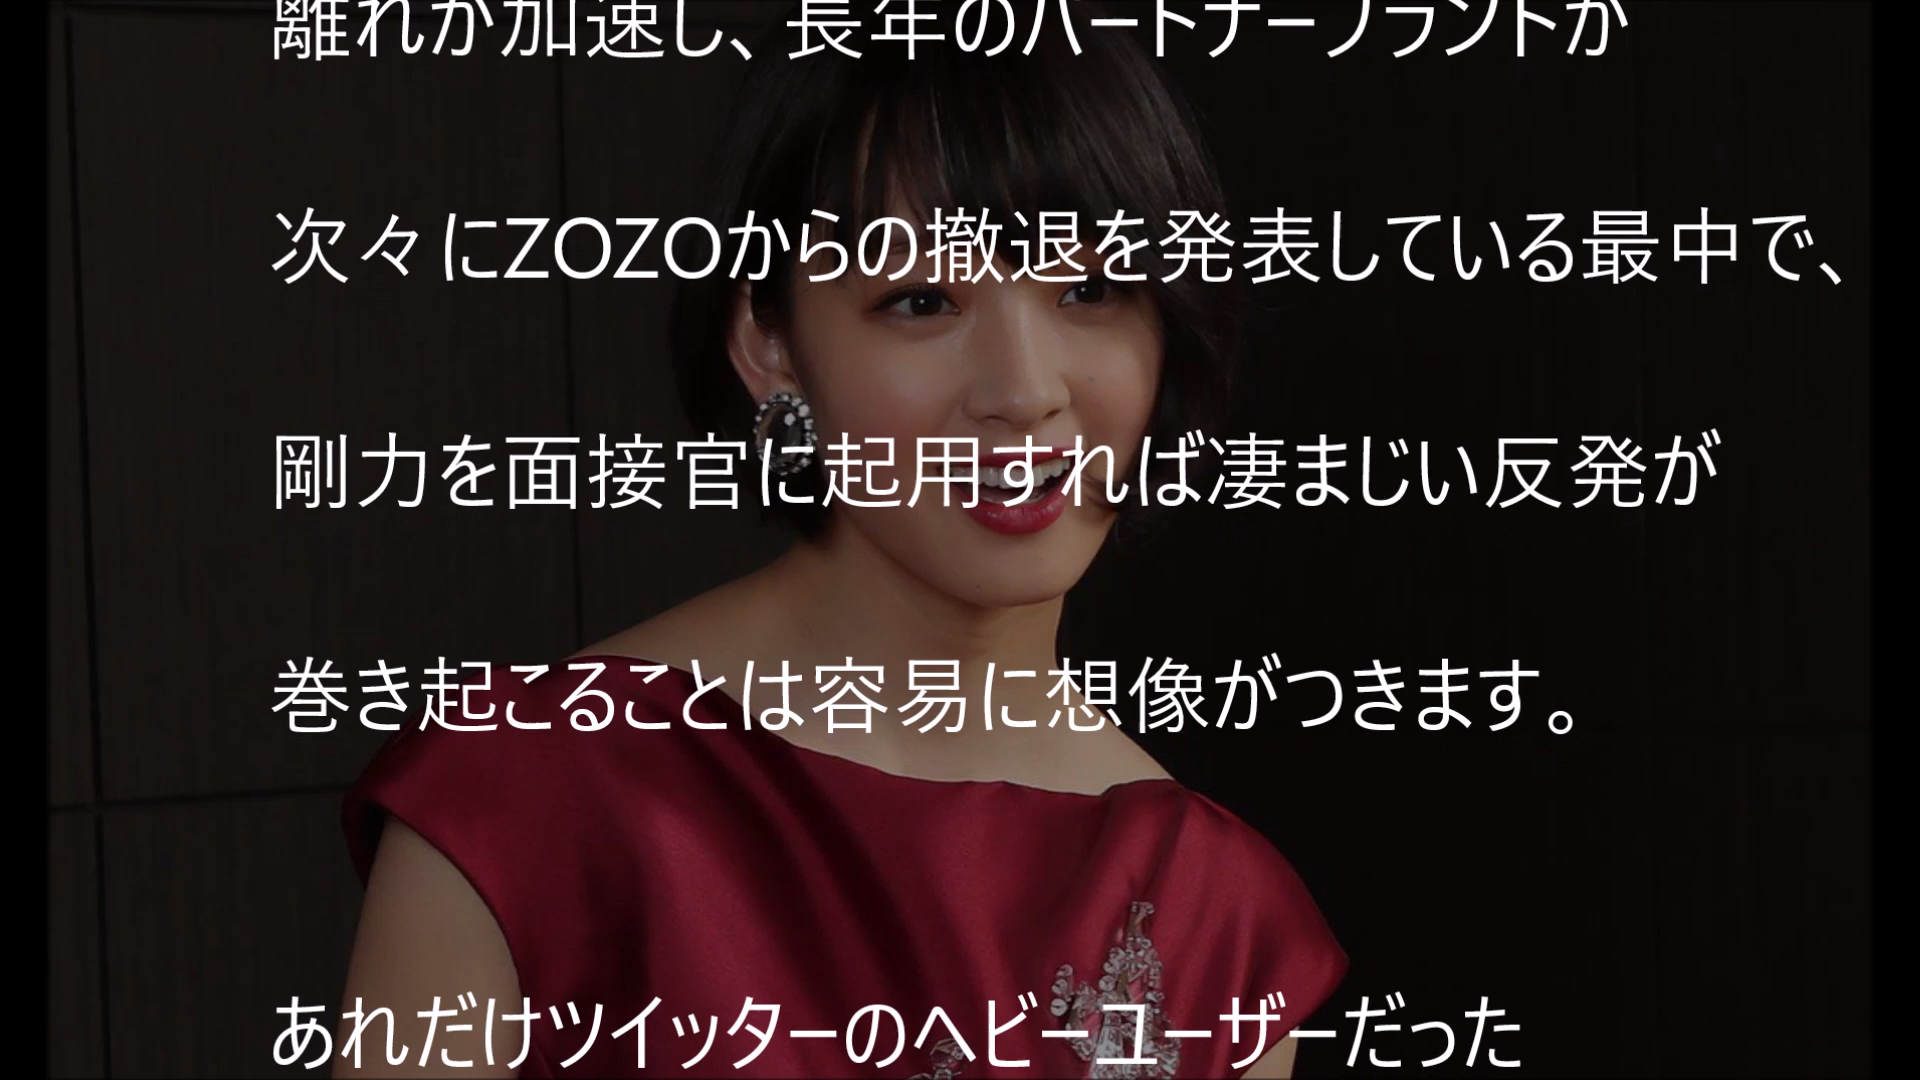 離れが加速し、長年のパートナーブランドが
次々にZOZOからの撤退を発表している最中で、
剛力を面接官に起用すれば凄まじい反発が
巻き起こることは容易に想像がつきます。
あれだけツイッターのヘビーユーザーだった